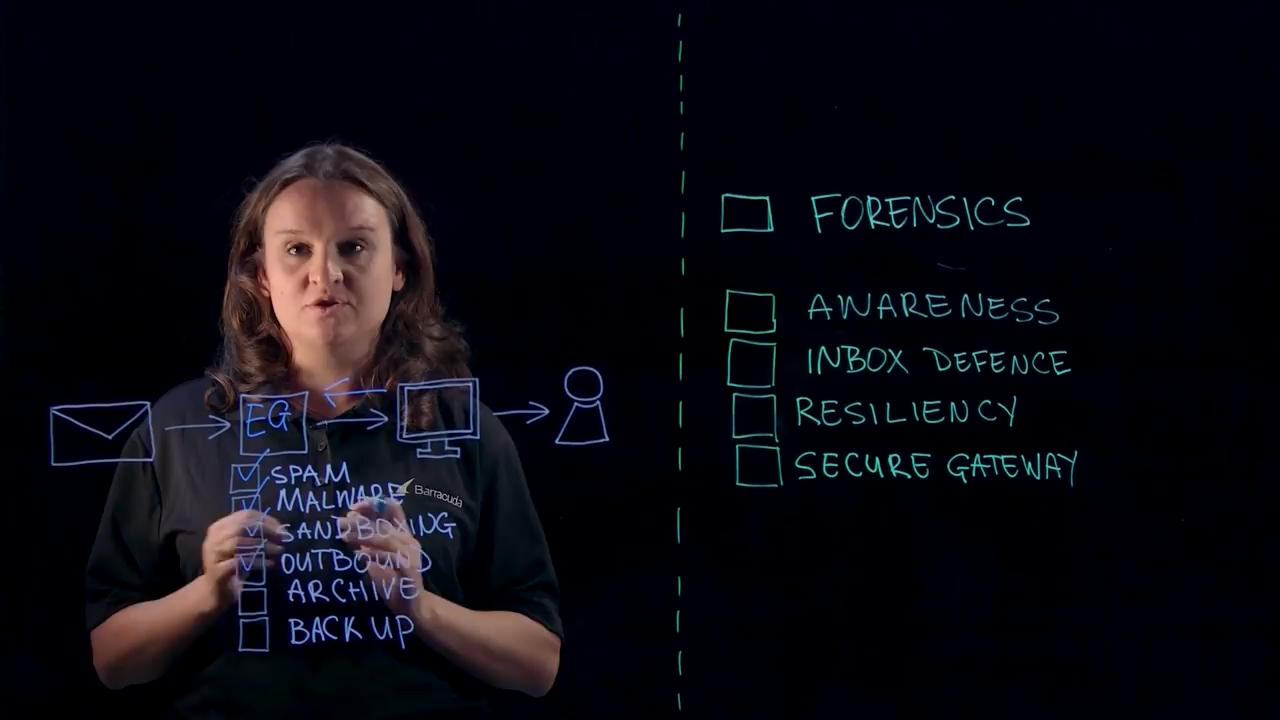 EG
SPAM
MALWARE
Barracuda
SANDBOXING
OUTBOUND
ARCHIVE
BACK UP
FORENSICS
AWARENESS
INBOX DEFENCE
RESILIENCY
SECURE GATEWAY